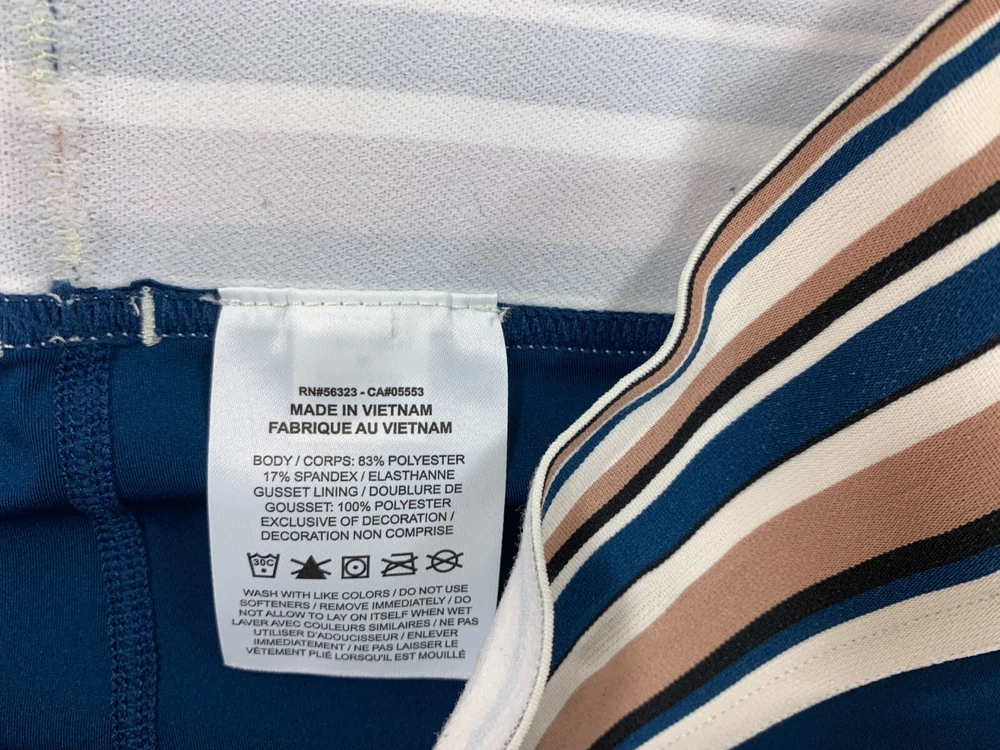 RN#56323 - CA#05553
MADE IN VIETNAM
FABRIQUE AU VIETNAM
BODY / CORPS: 83% POLYESTER
17% SPANDEX / ELASTHANNE
GUSSET LINING / DOUBLURE DE
GOUSSET: 100% POLYESTER
EXCLUSIVE OF DECORATION /
DECORATION NON COMPRISE
30C
WASH WITH LIKE COLORS / DO NOT USE
SOFTENERS / REMOVE IMMEDIATELY / DO
NOT ALLOW TO LAY ON ITSELF WHEN WET
LAVER AVEC COULEURS SIMILAIRES / NE PAS
UTILISER D'ADOUCISSEUR / ENLEVER
IMMÉDIATEMENT / NE PAS LAISSER LE
VÊTEMENT PLIÉ LORSQU'IL EST MOUILLÉ